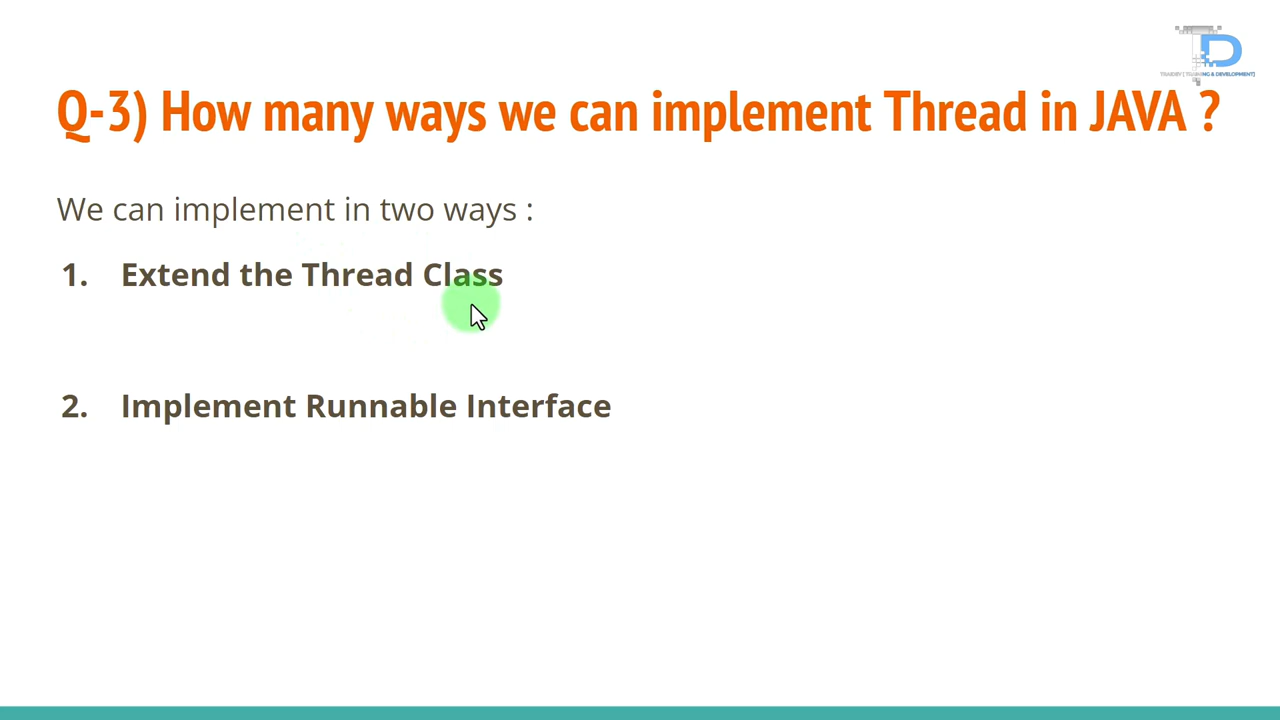 Q-3) How many ways we can implement Thread in JAVA ?
We can implement in two ways :
1. Extend the Thread Class
2. Implement Runnable Interface